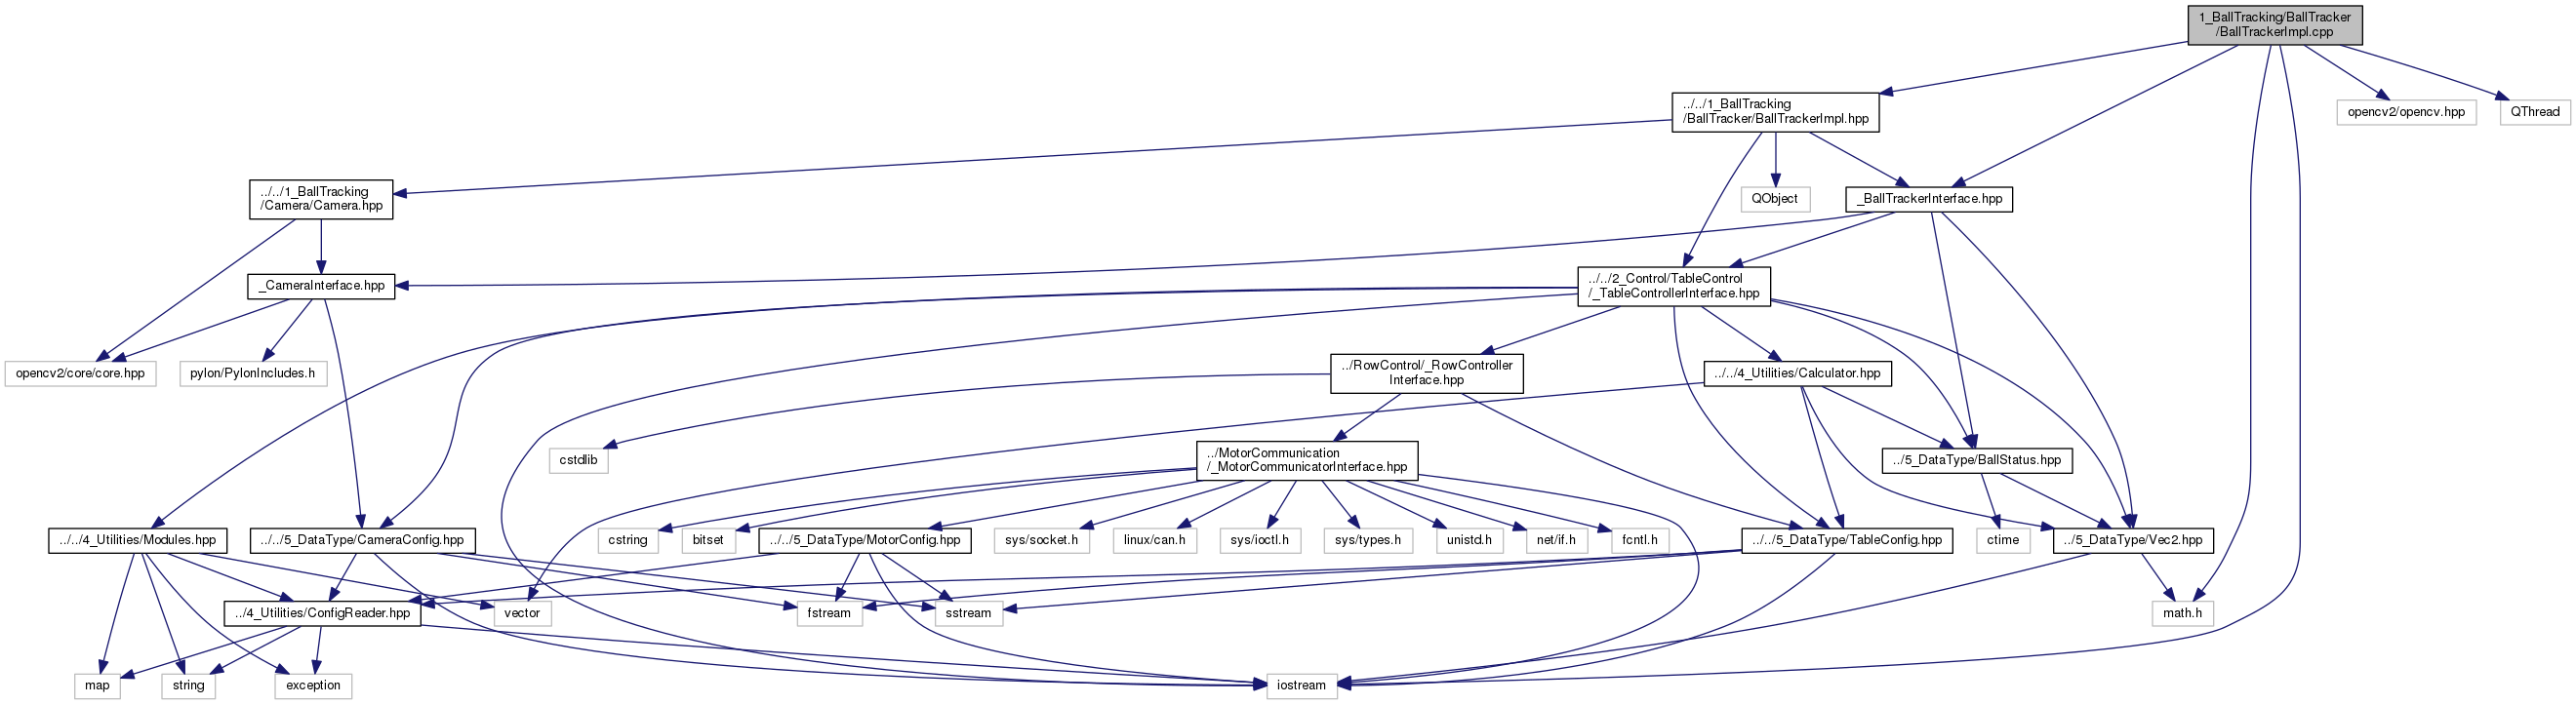 1_BallTracking/BallTracker
/BallTrackerImpl.cpp
../../1_BallTracking
/BallTracker/BallTrackerImpl.hpp
opencv2/opencv.hpp
QThread
../../1_BallTracking
/Camera/Camera.hpp
QObject
_BallTrackerInterface.hpp
_CameraInterface.hpp
../../2_Control/TableControl
/_TableControllerInterface.hpp
opencv2/core/core.hpp
pylon/PylonIncludes.h
../RowControl/_RowController
Interface.hpp
../../4_Utilities/Calculator.hpp
cstdlib
../MotorCommunication
/_MotorCommunicatorInterface.hpp
../5_DataType/BallStatus.hpp
../../4_Utilities/Modules.hpp
../../5_DataType/CameraConfig.hpp
cstring
bitset
../../5_DataType/MotorConfig.hpp
sys/socket.h
linux/can.h
sys/ioctl.h
sys/types.h
unistd.h
net/if.h
fcntl.h
../../5_DataType/TableConfig.hpp
ctime
../5_DataType/Vec2.hpp
../4_Utilities/ConfigReader.hpp
vector
fstream
sstream
math.h
map
string
exception
iostream